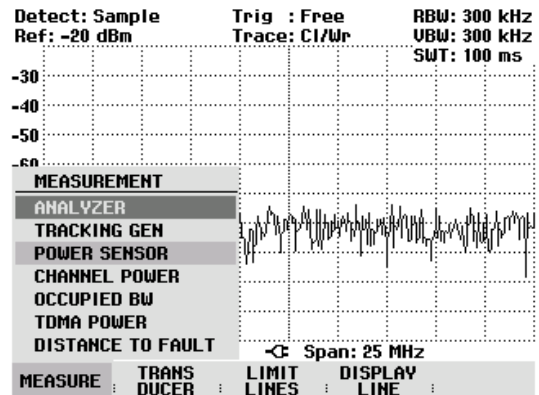 Detect: Sample Trig : Free RBW: 300 kHz
Ref: -20 dBm Trace: Cl/Wr VBW: 300 kHz
SWT: 100 ms
-30
-40
-50
-60
MEASUREMENT
ANALYZER
TRACKING GEN
POWER SENSOR
CHANNEL POWER
OCCUPIED BW
TDMA POWER
DISTANCE TO FAULT
Span: 25 MHz
MEASURE TRANS LIMIT DISPLAY
DUCER LINES LINE